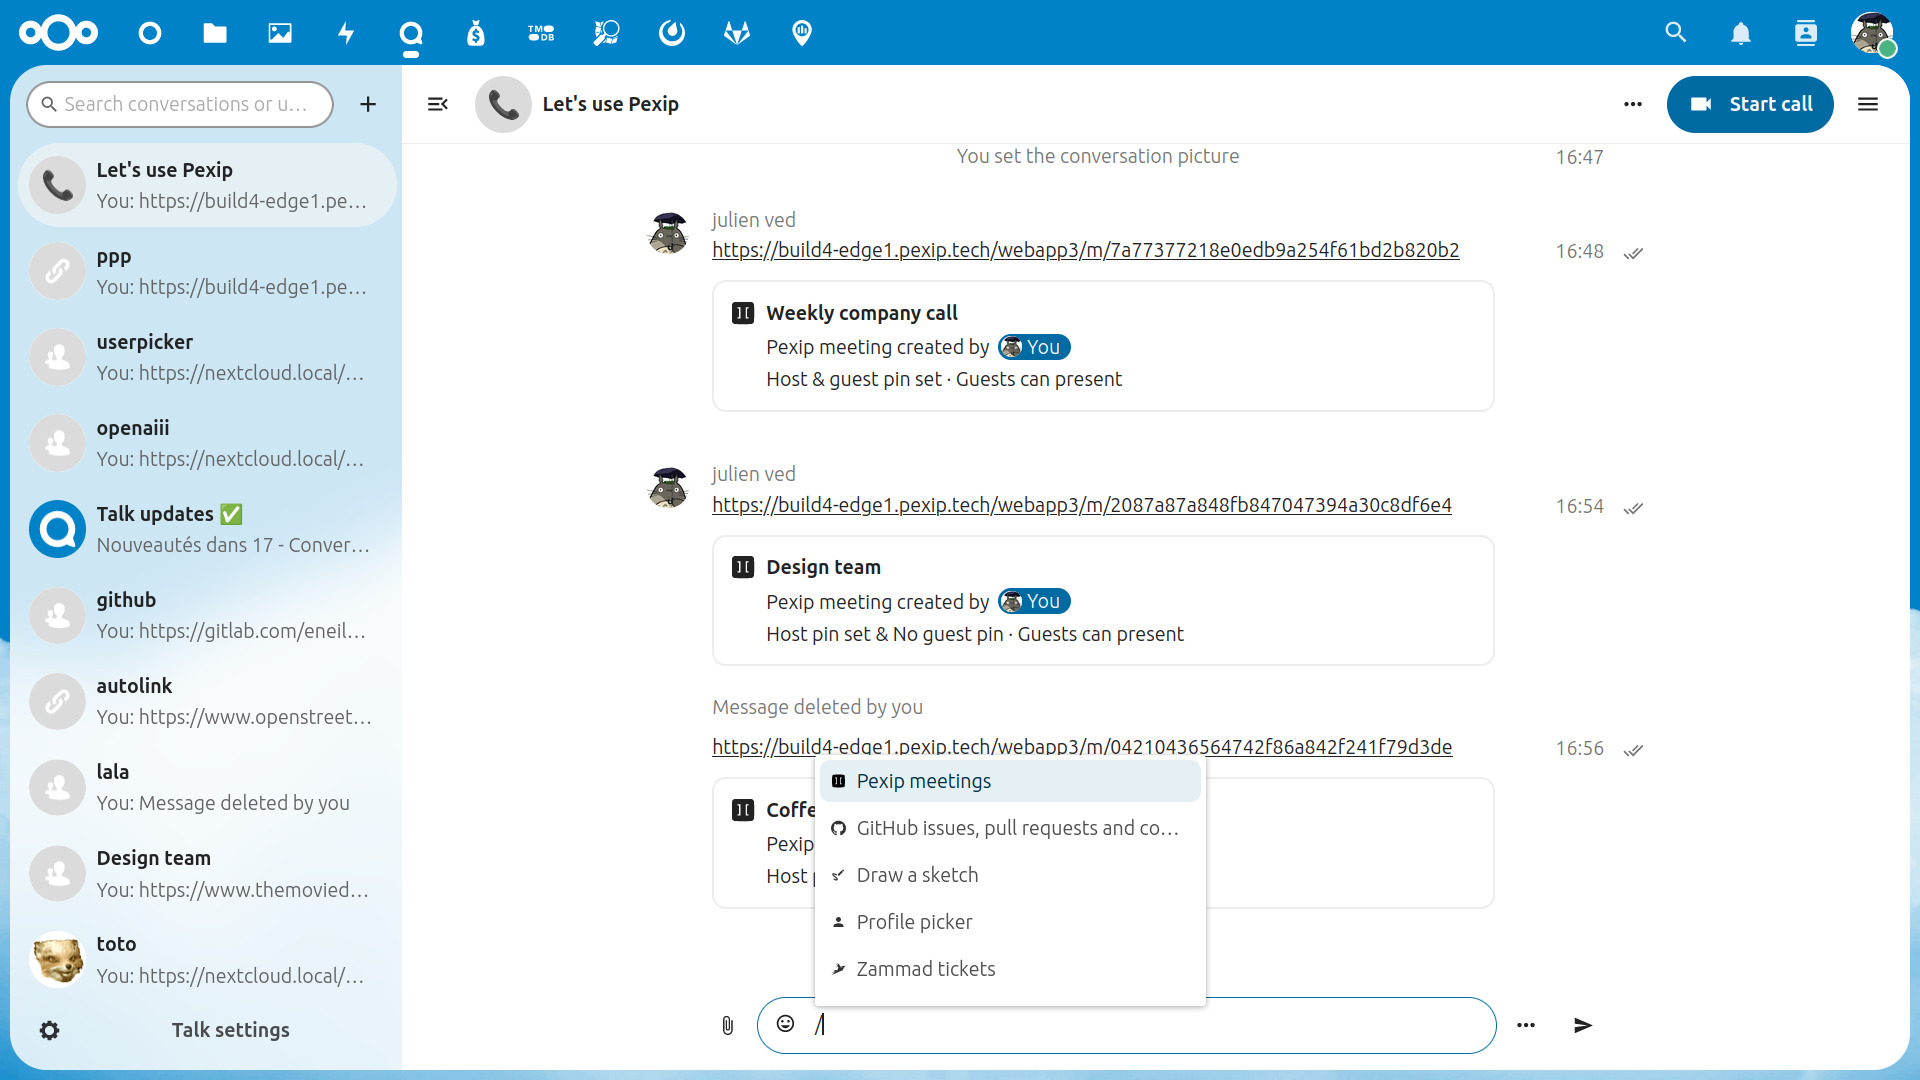 TMDB
Search conversations or u…
Let's use Pexip
You: https://build4-edge1.pe…
ppp
You: https://build4-edge1.pe…
userpicker
You: https://nextcloud.local/…
openaiii
You: https://nextcloud.local/…
Talk updates ✅
Nouveautés dans 17 - Conver…
github
You: https://gitlab.com/eneil…
autolink
You: https://www.openstreet…
lala
You: Message deleted by you
Design team
You: https://www.themovied…
toto
You: https://nextcloud.local/…
Talk settings
Let's use Pexip
Start call
You set the conversation picture 16:47
julien ved
https://build4-edge1.pexip.tech/webapp3/m/7a77377218e0edb9a254f61bd2b820b2 16:48
Weekly company call
Pexip meeting created by You
Host & guest pin set · Guests can present
julien ved
https://build4-edge1.pexip.tech/webapp3/m/2087a87a848fb847047394a30c8df6e4 16:54
Design team
Pexip meeting created by You
Host pin set & No guest pin · Guests can present
Message deleted by you
https://build4-edge1.pexip.tech/webapp3/m/04210436564742f86a842f241f79d3de 16:56
Coffe
Pexip
Host p
Pexip meetings
GitHub issues, pull requests and co…
Draw a sketch
Profile picker
Zammad tickets
/